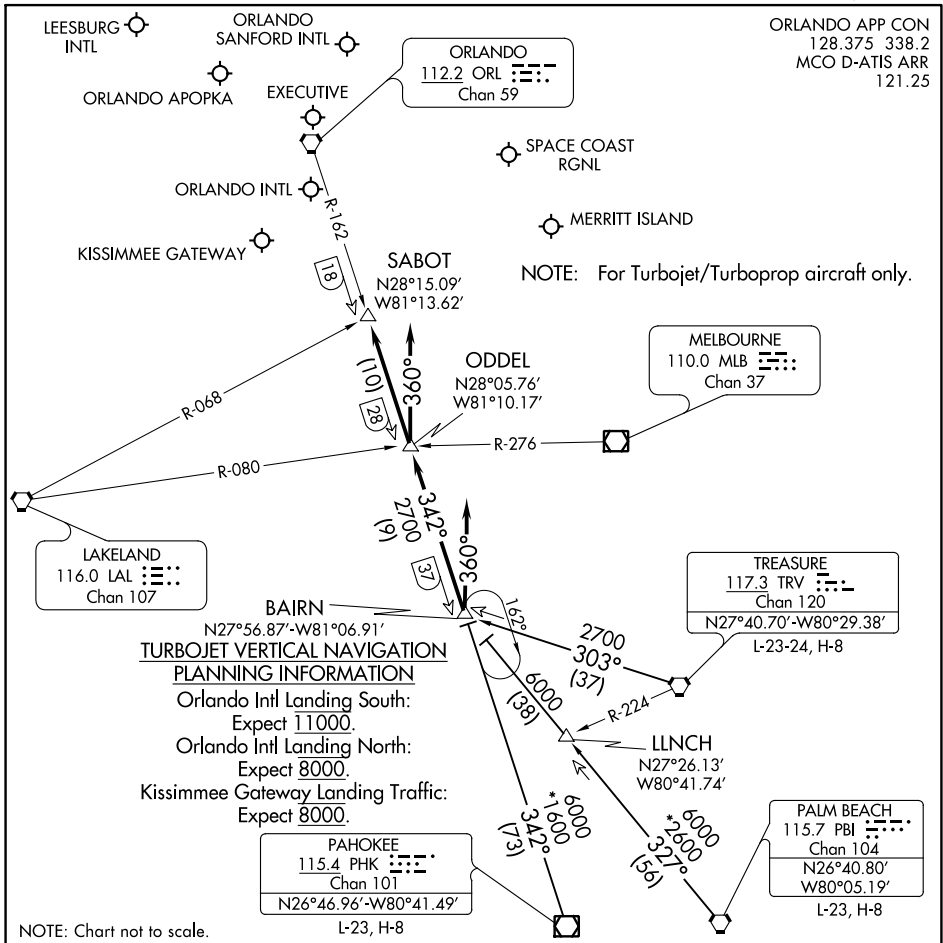 LEESBURG
INTL
ORLANDO
SANFORD INTL
ORLANDO APOPKA
EXECUTIVE
ORLANDO
112.2 ORL
Chan 59
ORLANDO APP CON
128.375 338.2
MCO D-ATIS ARR
121.25
SPACE COAST
RGNL
ORLANDO INTL
R-162
MERRITT ISLAND
KISSIMMEE GATEWAY
18
SABOT
N28°15.09'
W81°13.62'
NOTE: For Turbojet/Turboprop aircraft only.
(10)
360°
28
ODDEL
N28°05.76'
W81°10.17'
MELBOURNE
110.0 MLB
Chan 37
R-068
R-080
R-276
342°
2700
(9)
LAKELAND
116.0 LAL
Chan 107
37
360°
162°
BAIRN
N27°56.87'-W81°06.91'
TREASURE
117.3 TRV
Chan 120
N27°40.70'-W80°29.38'
L-23-24, H-8
2700
303°
(37)
R-224
6000
(38)
LLNCH
N27°26.13'
W80°41.74'
TURBOJET VERTICAL NAVIGATION
PLANNING INFORMATION
Orlando Intl Landing South:
Expect 11000.
Orlando Intl Landing North:
Expect 8000.
Kissimmee Gateway Landing Traffic:
Expect 8000.
6000
*1600
342°
(73)
6000
*2600
327°
(56)
PAHOKEE
115.4 PHK
Chan 101
N26°46.96'-W80°41.49'
L-23, H-8
PALM BEACH
115.7 PBI
Chan 104
N26°40.80'
W80°05.19'
L-23, H-8
NOTE: Chart not to scale.